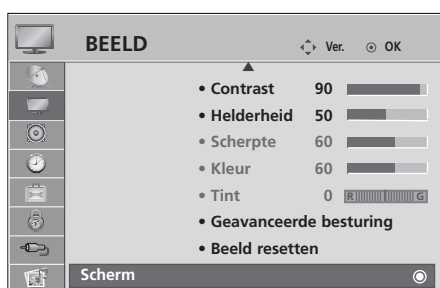 BEELD Ver. OK
• Contrast 90
• Helderheid 50
• Scherpte 60
• Kleur 60
• Tint 0 R G
• Geavanceerde besturing
• Beeld resetten
Scherm